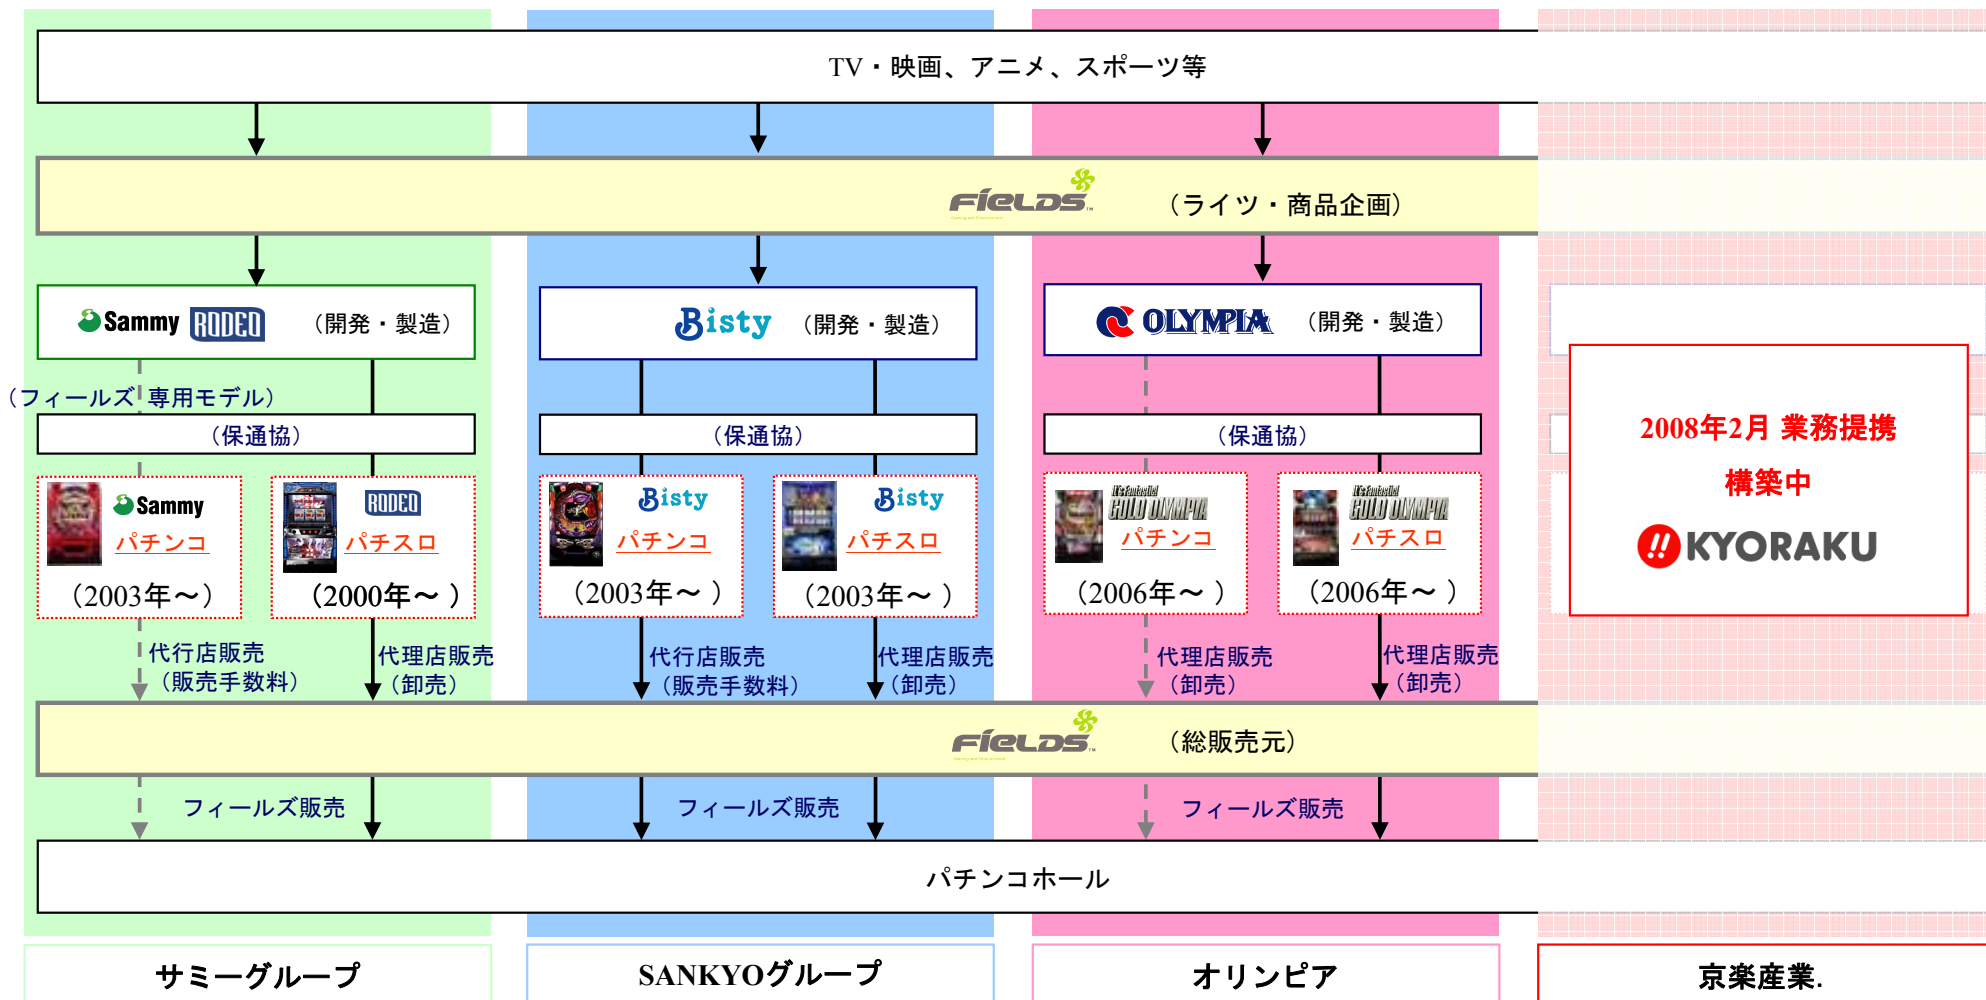 TV・映画、アニメ、スポーツ等
FIELDS （ライツ・商品企画）
Sammy RODEO （開発・製造）
Bisty （開発・製造）
OLYMPIA （開発・製造）
（フィールズ 専用モデル）
（保通協）
（保通協）
（保通協）
Sammy
パチンコ
（2003年～）
RODEO
パチスロ
（2000年～ ）
Bisty
パチンコ
（2003年～ ）
Bisty
パチスロ
（2003年～ ）
It's Fantastic!
GOLD OLYMPIA
パチンコ
（2006年～ ）
It's Fantastic!
GOLD OLYMPIA
パチスロ
（2006年～ ）
2008年2月 業務提携
構築中
KYORAKU
代行店販売
（販売手数料）
代理店販売
（卸売）
代行店販売
（販売手数料）
代理店販売
（卸売）
代理店販売
（卸売）
代理店販売
（卸売）
FIELDS （総販売元）
フィールズ販売
フィールズ販売
フィールズ販売
パチンコホール
サミーグループ
SANKYOグループ
オリンピア
京楽産業.